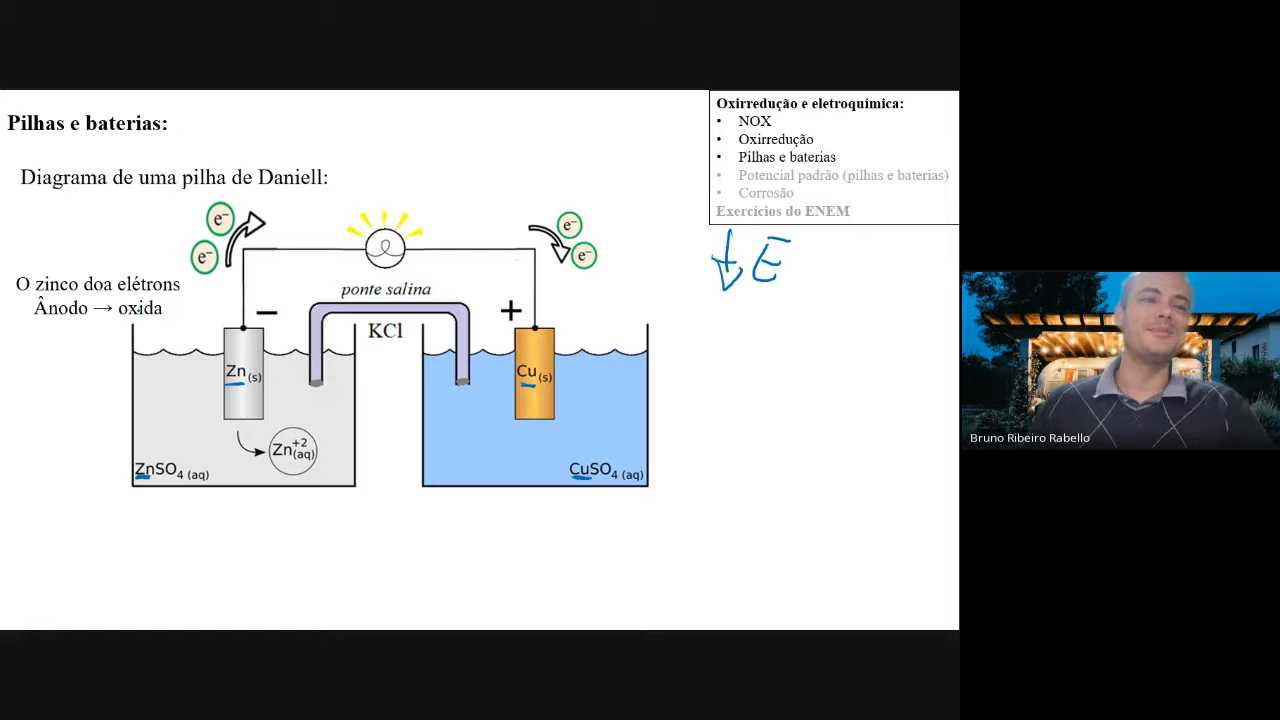 Pilhas e baterias:
Diagrama de uma pilha de Daniell:
Oxirredução e eletroquímica:
• NOX
• Oxirredução
• Pilhas e baterias
• Potencial padrão (pilhas e baterias)
• Corrosão
Exercícios do ENEM
↓E
e⁻
e⁻
e⁻
e⁻
O zinco doa elétrons
Ânodo → oxida
ponte salina
KCl
−
+
Zn(s)
Cu(s)
Zn+2(aq)
ZnSO4 (aq)
CuSO4 (aq)
Bruno Ribeiro Rabello